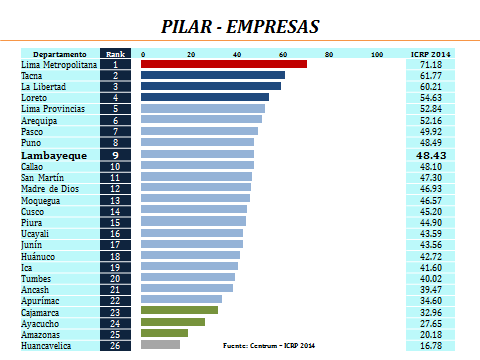 PILAR - EMPRESAS
Departamento Rank 0 20 40 60 80 100 ICRP 2014
Lima Metropolitana 1 71.18
Tacna 2 61.77
La Libertad 3 60.21
Loreto 4 54.63
Lima Provincias 5 52.84
Arequipa 6 52.16
Pasco 7 49.92
Puno 8 48.49
Lambayeque 9 48.43
Callao 10 48.10
San Martín 11 47.30
Madre de Dios 12 46.93
Moquegua 13 46.57
Cusco 14 45.20
Piura 15 44.90
Ucayali 16 43.59
Junín 17 43.56
Huánuco 18 42.72
Ica 19 41.60
Tumbes 20 40.02
Ancash 21 39.47
Apurímac 22 34.60
Cajamarca 23 32.96
Ayacucho 24 27.65
Amazonas 25 20.18
Huancavelica 26 Fuente: Centrum – ICRP 2014 16.78